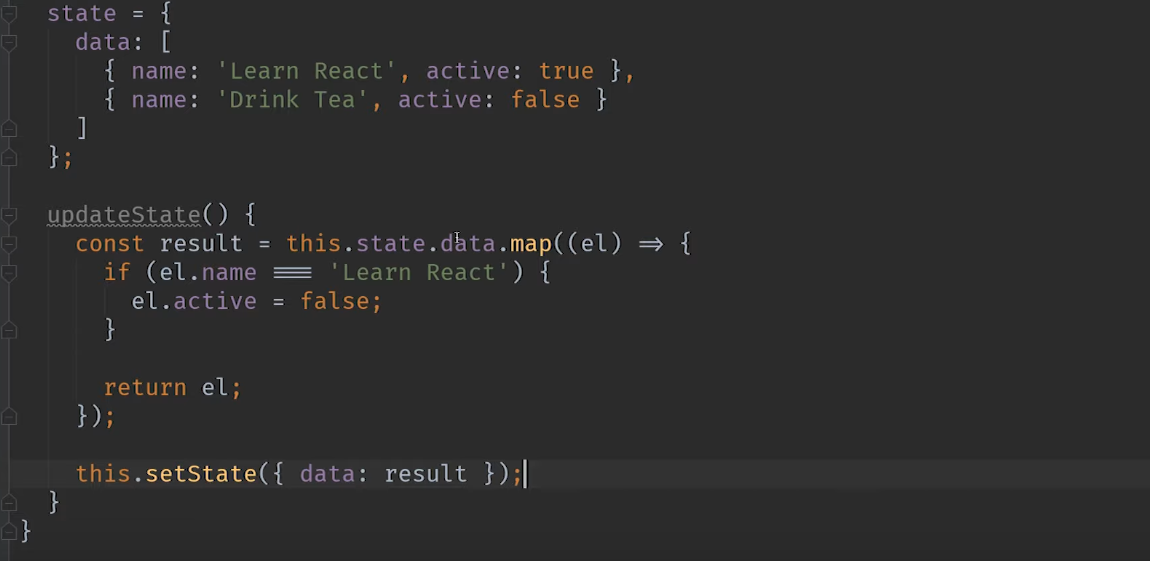 state = {
data: [
{ name: 'Learn React', active: true },
{ name: 'Drink Tea', active: false }
]
};
updateState() {
const result = this.state.data.map((el) => {
if (el.name === 'Learn React') {
el.active = false;
}
return el;
});
this.setState({ data: result });
}
}